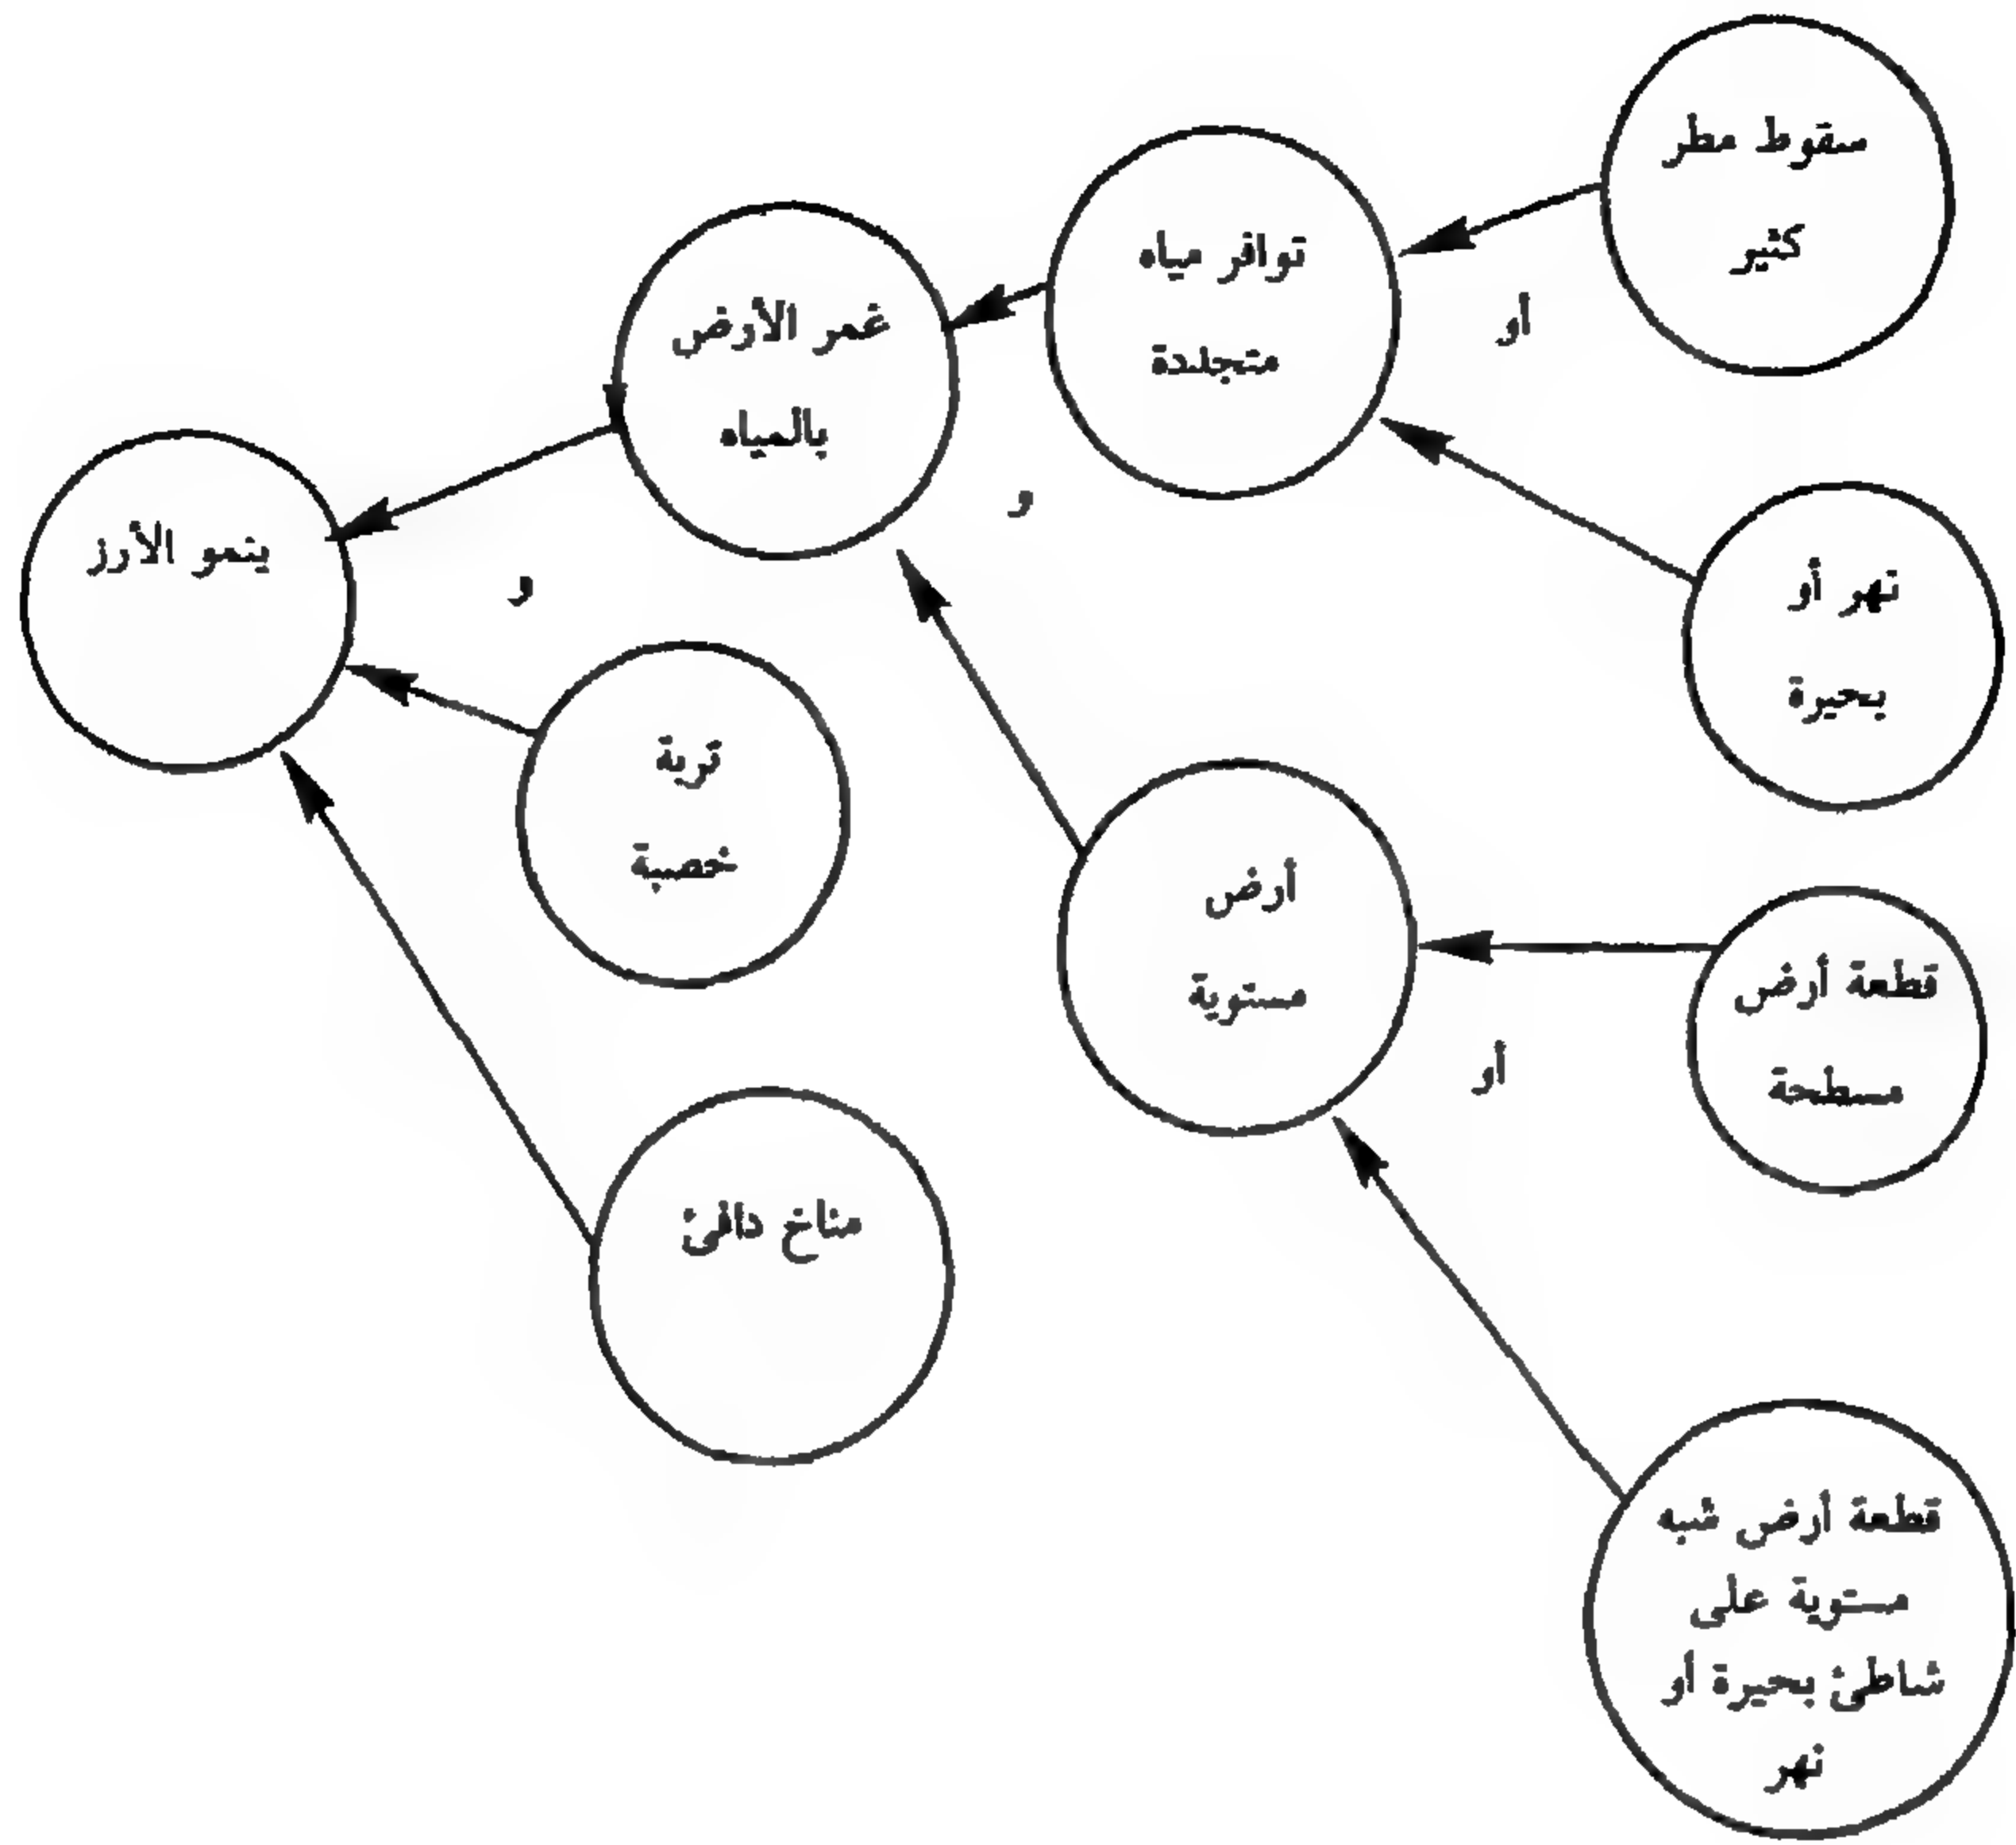 سقوط مطر
كثير
أو
نهر أو
بحيرة
توافر مياه
متجددة
و
غمر الأرض
بالمياه
و
ينمو الأرز
تربة
خصبة
مناخ دافئ
أرض
مستوية
أو
قطعة أرض
مسطحة
قطعة أرض شبه
مستوية على
شاطئ بحيرة أو
نهر